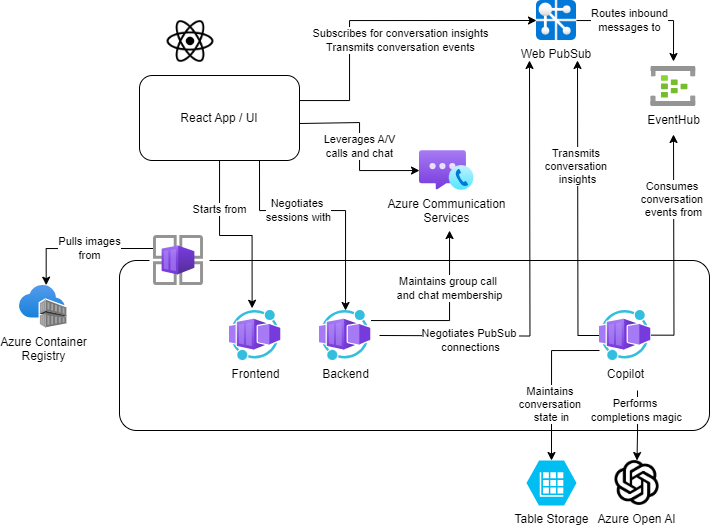 Subscribes for conversation insights
Transmits conversation events
Web PubSub
Routes inbound
messages to
EventHub
React App / UI
Leverages A/V
calls and chat
Azure Communication
Services
Transmits
conversation
insights
Consumes
conversation
events from
Starts from
Negotiates
sessions with
Pulls images
from
Azure Container
Registry
Maintains group call
and chat membership
Negotiates PubSub
connections
Frontend
Backend
Copilot
Maintains
conversation
state in
Performs
completions magic
Table Storage
Azure Open AI